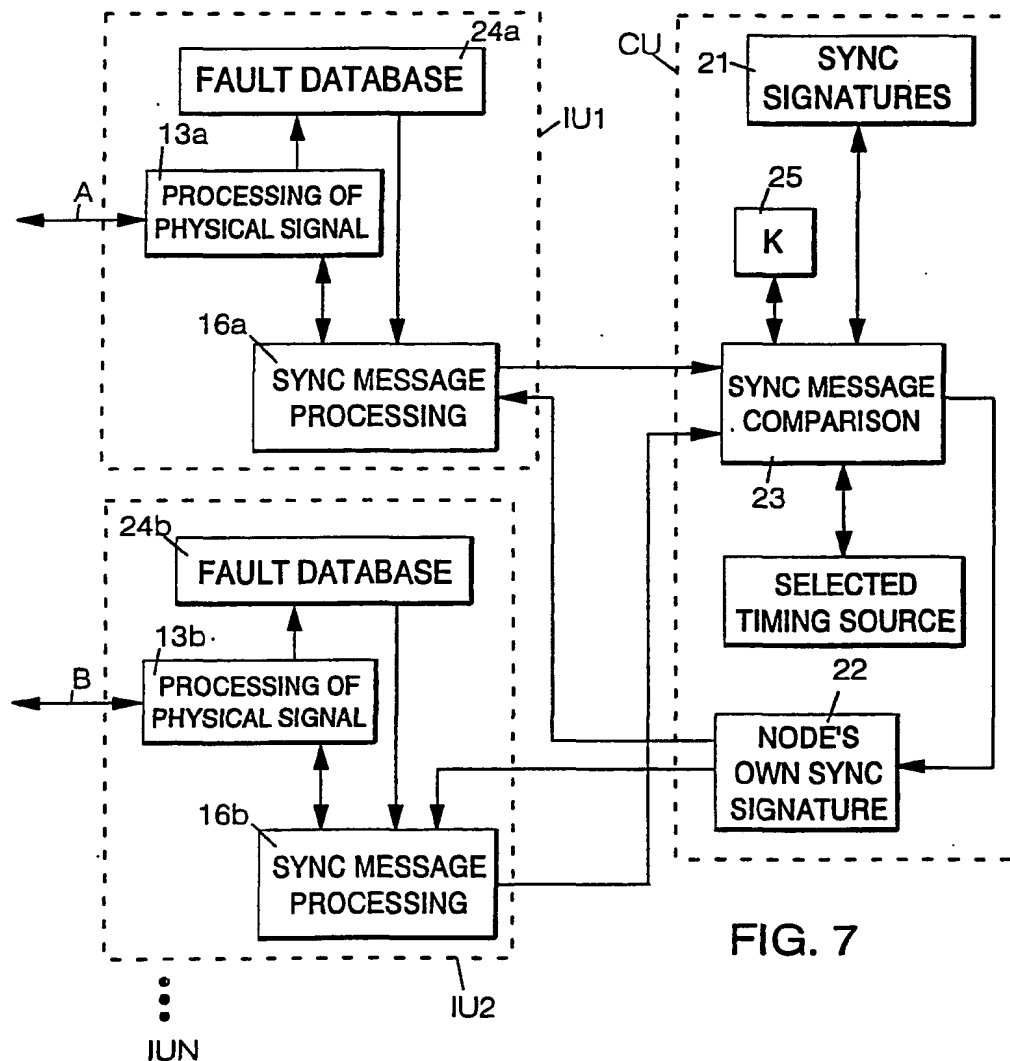 24a
FAULT DATABASE
IU1
13a
PROCESSING OF
PHYSICAL SIGNAL
A
16a
SYNC MESSAGE
PROCESSING
24b
FAULT DATABASE
13b
PROCESSING OF
PHYSICAL SIGNAL
B
16b
SYNC MESSAGE
PROCESSING
IU2
IUN
CU
21
SYNC
SIGNATURES
25
K
SYNC MESSAGE
COMPARISON
23
SELECTED
TIMING SOURCE
22
NODE'S
OWN SYNC
SIGNATURE
FIG. 7